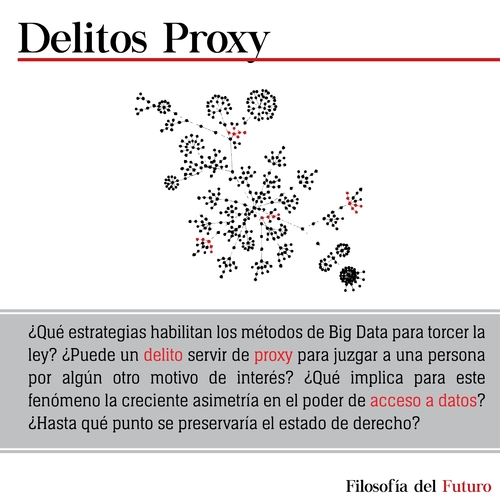 Delitos Proxy
¿Qué estrategias habilitan los métodos de Big Data para torcer la
ley? ¿Puede un delito servir de proxy para juzgar a una persona
por algún otro motivo de interés? ¿Qué implica para este
fenómeno la creciente asimetría en el poder de acceso a datos?
¿Hasta qué punto se preservaría el estado de derecho?
Filosofía del Futuro